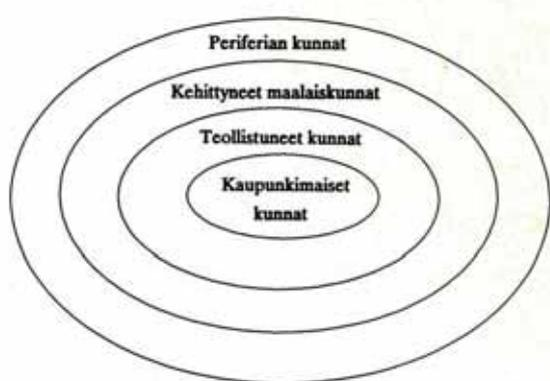 Periferian kunnat
Kehittyneet maalaiskunnat
Teollistuneet kunnat
Kaupunkimaiset
kunnat